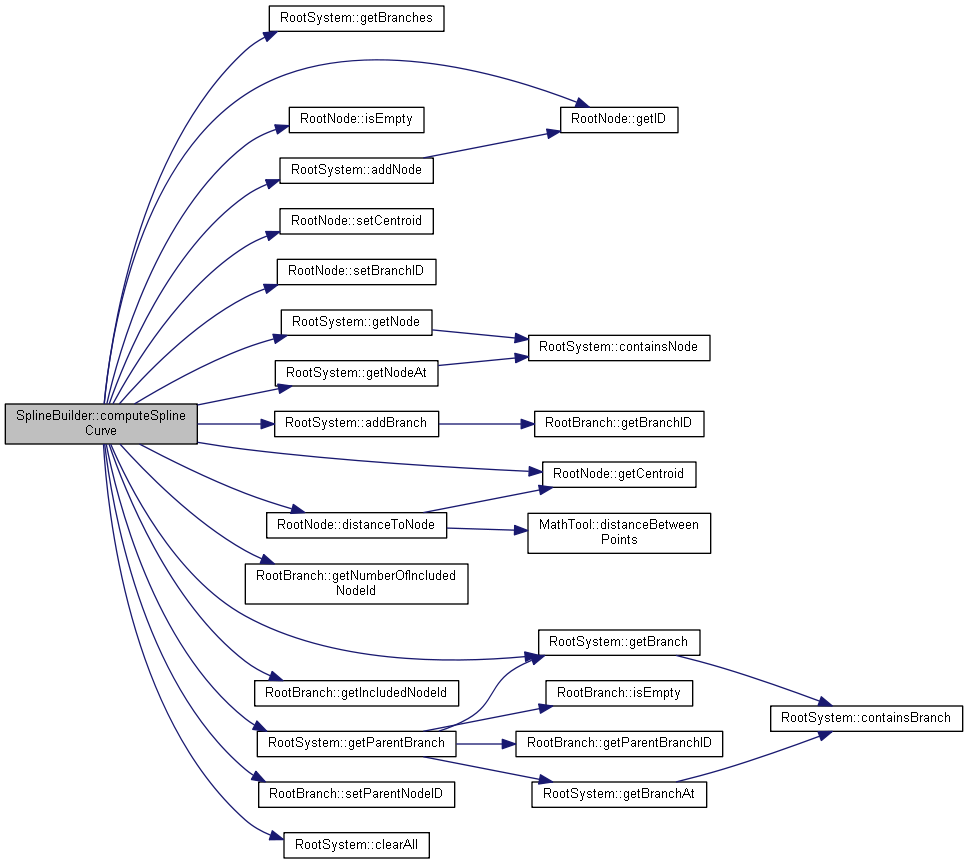 RootSystem::getBranches
RootNode::isEmpty
RootNode::getID
RootSystem::addNode
RootNode::setCentroid
RootNode::setBranchID
RootSystem::getNode
RootSystem::containsNode
RootSystem::getNodeAt
SplineBuilder::computeSpline
Curve
RootSystem::addBranch
RootBranch::getBranchID
RootNode::getCentroid
RootNode::distanceToNode
MathTool::distanceBetween
Points
RootBranch::getNumberOfIncluded
NodeId
RootSystem::getBranch
RootBranch::getIncludedNodeId
RootBranch::isEmpty
RootSystem::containsBranch
RootSystem::getParentBranch
RootBranch::getParentBranchID
RootBranch::setParentNodeID
RootSystem::getBranchAt
RootSystem::clearAll